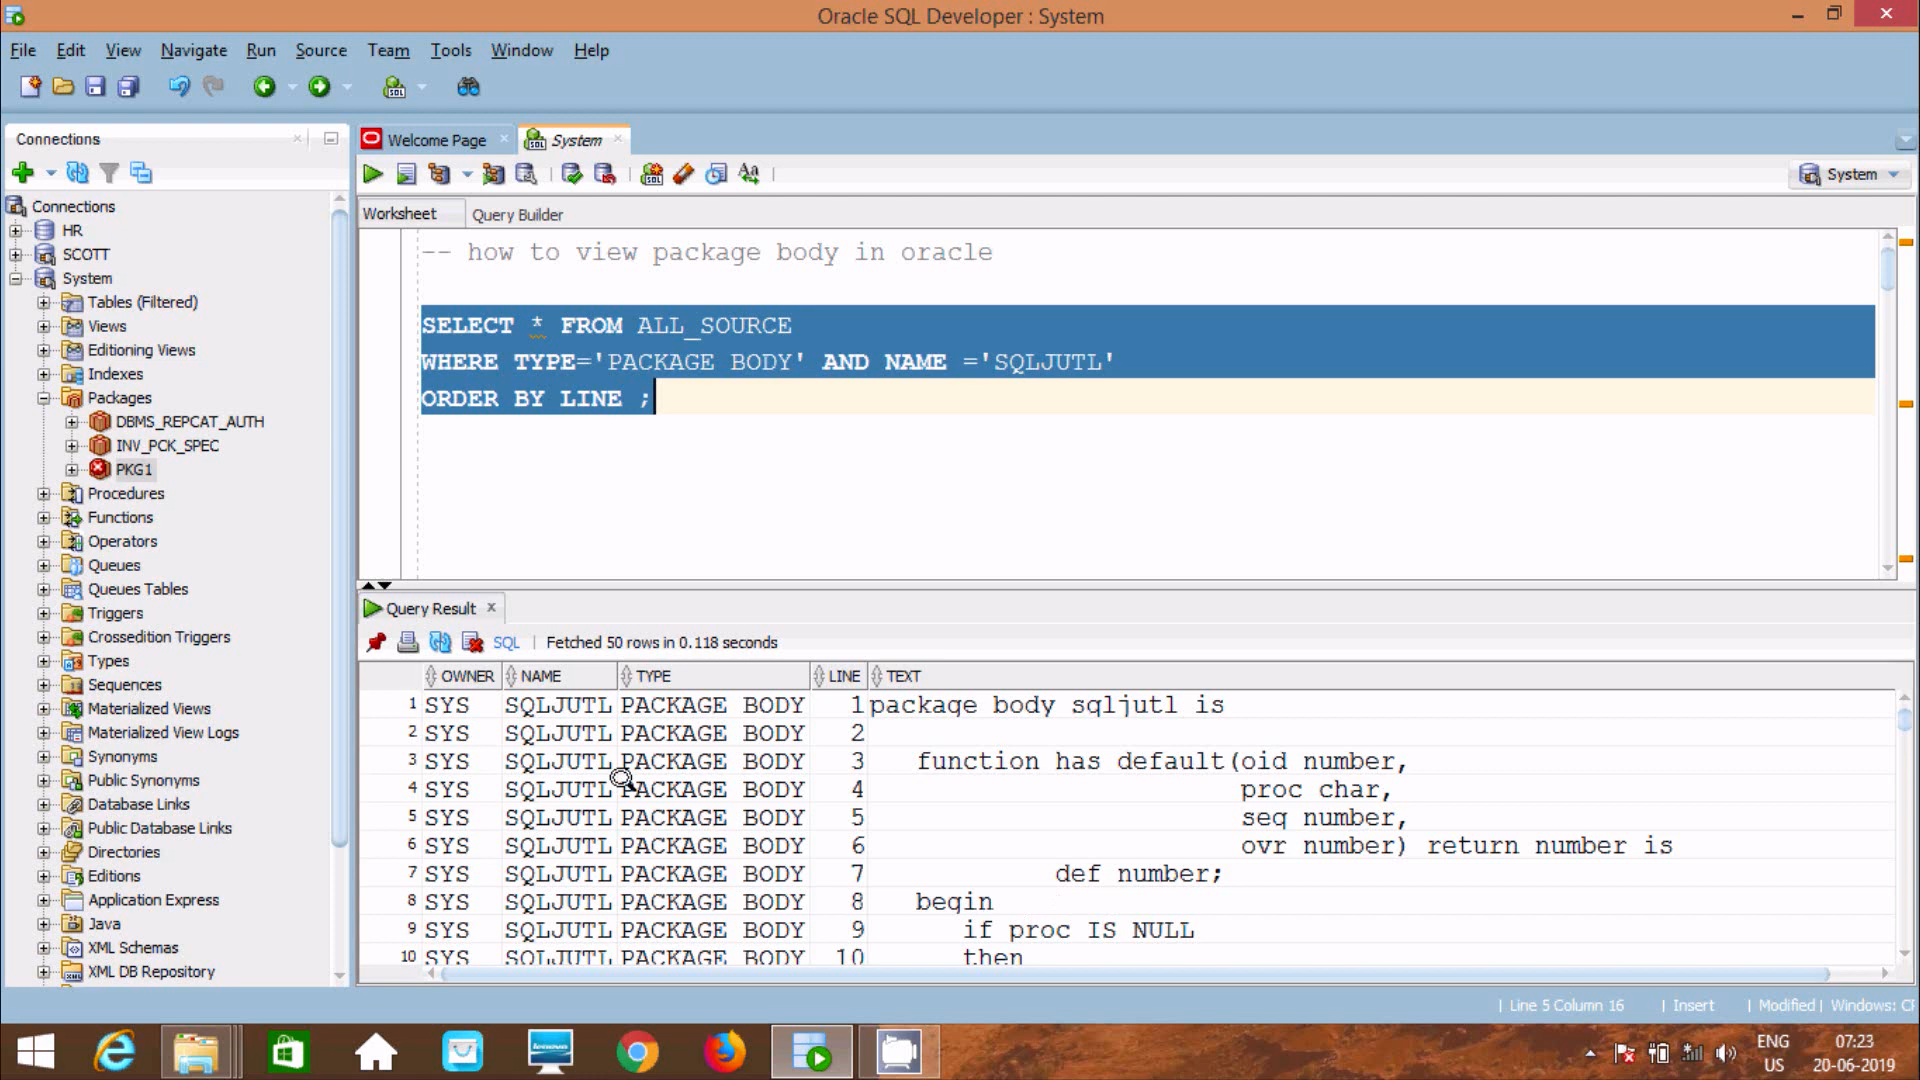 Oracle SQL Developer : System
File Edit View Navigate Run Source Team Tools Window Help
Connections
Welcome Page
System
System
Worksheet
Query Builder
Connections
HR
SCOTT
System
Tables (Filtered)
Views
Editioning Views
Indexes
Packages
DBMS_REPCAT_AUTH
INV_PCK_SPEC
PKG1
Procedures
Functions
Operators
Queues
Queues Tables
Triggers
Crossedition Triggers
Types
Sequences
Materialized Views
Materialized View Logs
Synonyms
Public Synonyms
Database Links
Public Database Links
Directories
Editions
Application Express
Java
XML Schemas
XML DB Repository
-- how to view package body in oracle
SELECT * FROM ALL_SOURCE
WHERE TYPE='PACKAGE BODY' AND NAME ='SQLJUTL'
ORDER BY LINE ;
Query Result
SQL | Fetched 50 rows in 0.118 seconds
OWNER NAME TYPE LINE TEXT
1 SYS SQLJUTL PACKAGE BODY 1 package body sqljutl is
2 SYS SQLJUTL PACKAGE BODY 2
3 SYS SQLJUTL PACKAGE BODY 3 function has default(oid number,
4 SYS SQLJUTL PACKAGE BODY 4 proc char,
5 SYS SQLJUTL PACKAGE BODY 5 seq number,
6 SYS SQLJUTL PACKAGE BODY 6 ovr number) return number is
7 SYS SQLJUTL PACKAGE BODY 7 def number;
8 SYS SQLJUTL PACKAGE BODY 8 begin
9 SYS SQLJUTL PACKAGE BODY 9 if proc IS NULL
10 SYS SQLJUTL PACKAGE BODY 10 then
| Line 5 Column 16 | Insert | Modified | Windows: CF
ENG 07:23
US 20-06-2019